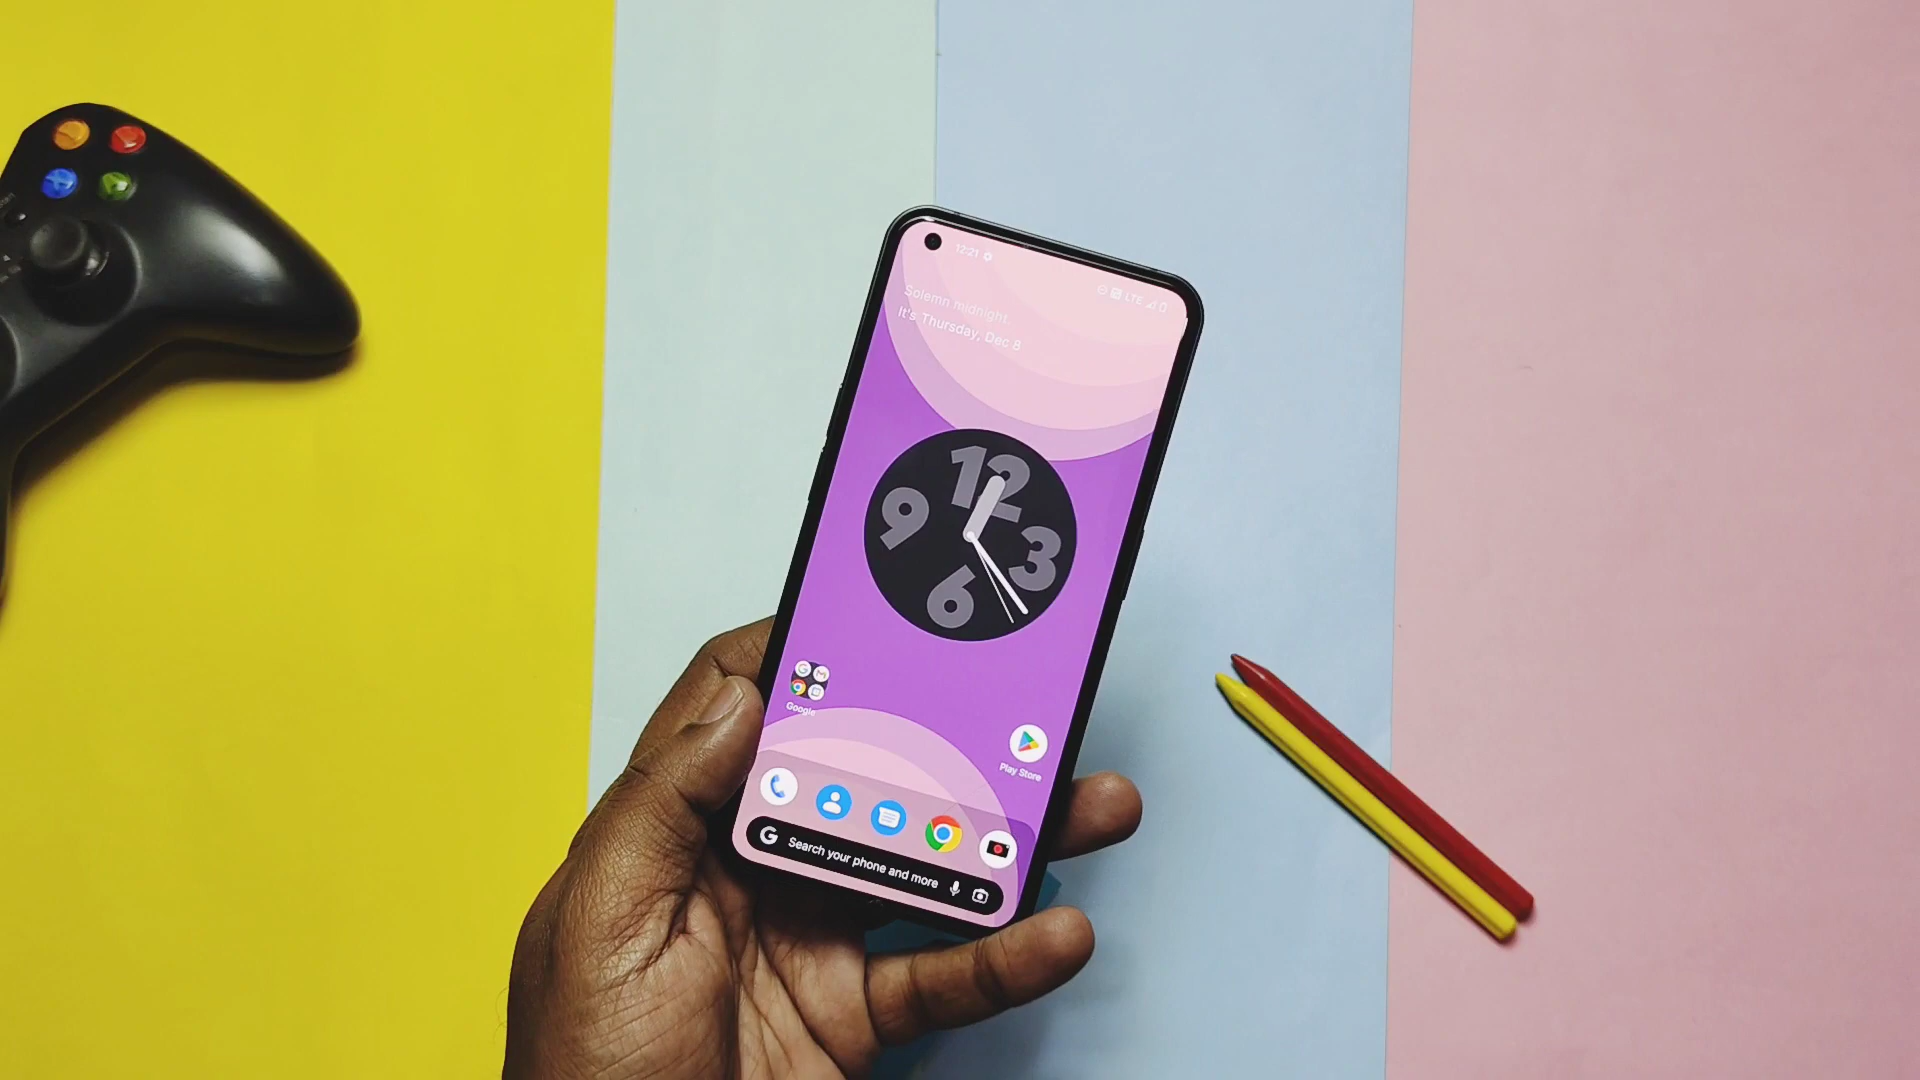 12:21
LTE
Solemn midnight.
It's Thursday, Dec 8
12
9
3
6
Google
Play Store
G Search your phone and more